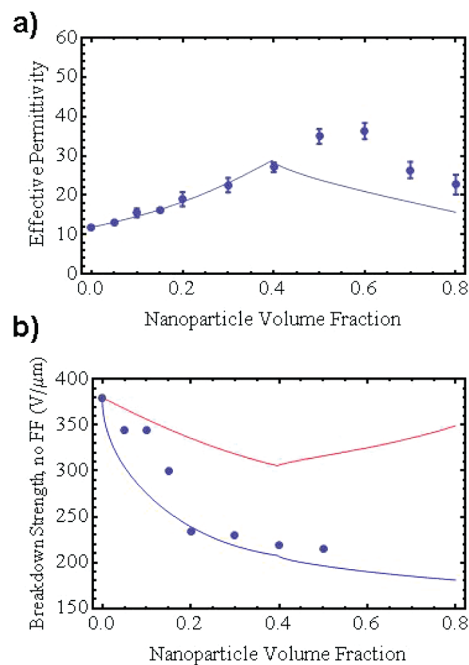 a)
Effective Permittivity
60
50
40
30
20
10
0
0.0 0.2 0.4 0.6 0.8
Nanoparticle Volume Fraction
b)
Breakdown Strength, no FF (V/μm)
400
350
300
250
200
150
0.0 0.2 0.4 0.6 0.8
Nanoparticle Volume Fraction